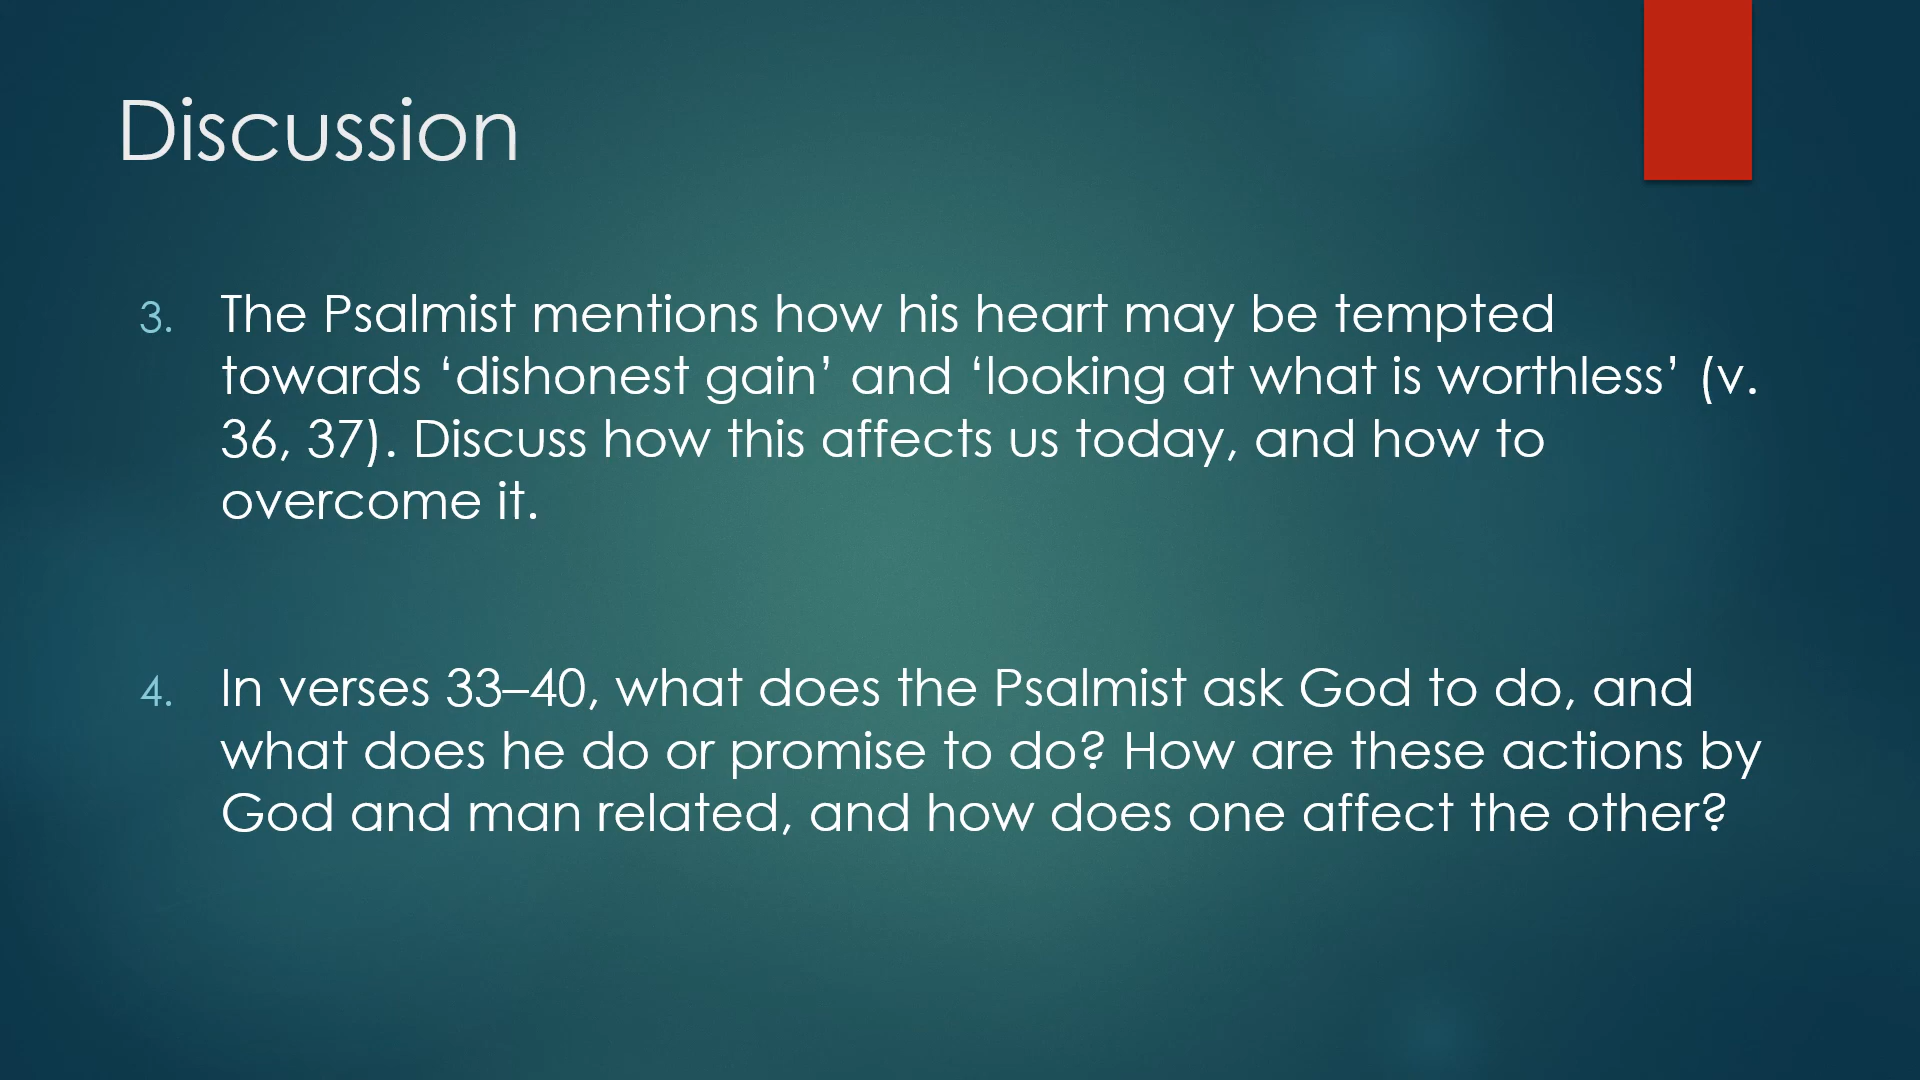 Discussion
3. The Psalmist mentions how his heart may be tempted
towards ‘dishonest gain’ and ‘looking at what is worthless’ (v.
36, 37). Discuss how this affects us today, and how to
overcome it.
4. In verses 33–40, what does the Psalmist ask God to do, and
what does he do or promise to do? How are these actions by
God and man related, and how does one affect the other?